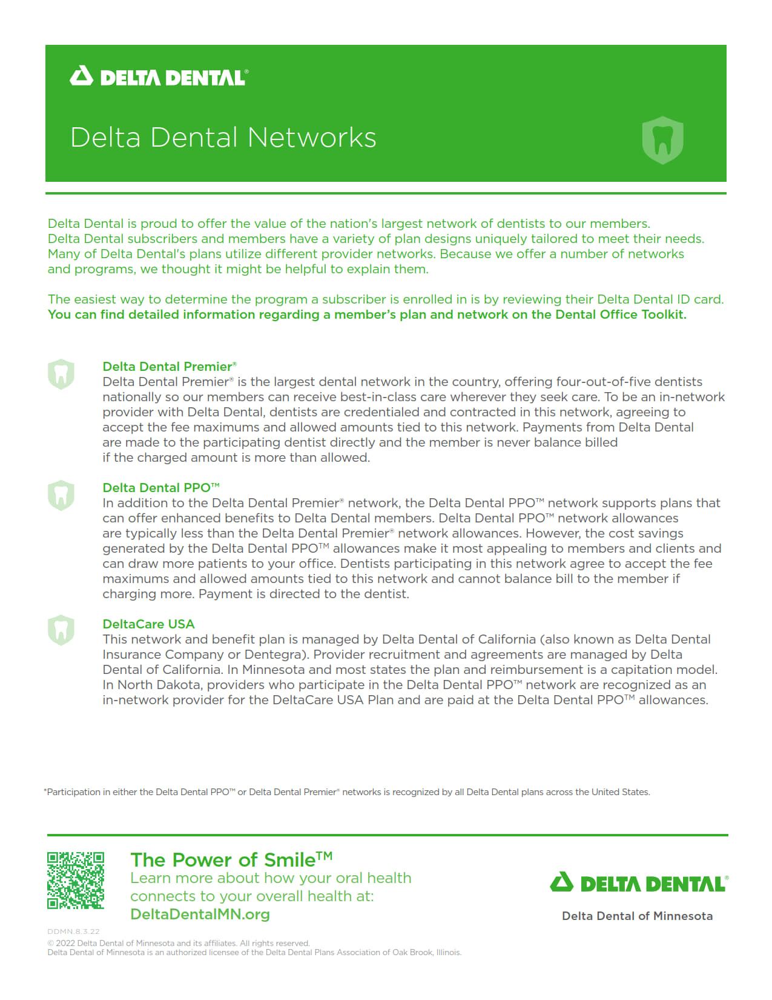 DELTA DENTAL®
Delta Dental Networks
Delta Dental is proud to offer the value of the nation's largest network of dentists to our members.
Delta Dental subscribers and members have a variety of plan designs uniquely tailored to meet their needs.
Many of Delta Dental's plans utilize different provider networks. Because we offer a number of networks
and programs, we thought it might be helpful to explain them.
The easiest way to determine the program a subscriber is enrolled in is by reviewing their Delta Dental ID card.
You can find detailed information regarding a member’s plan and network on the Dental Office Toolkit.
Delta Dental Premier®
Delta Dental Premier® is the largest dental network in the country, offering four-out-of-five dentists
nationally so our members can receive best-in-class care wherever they seek care. To be an in-network
provider with Delta Dental, dentists are credentialed and contracted in this network, agreeing to
accept the fee maximums and allowed amounts tied to this network. Payments from Delta Dental
are made to the participating dentist directly and the member is never balance billed
if the charged amount is more than allowed.
Delta Dental PPO™
In addition to the Delta Dental Premier® network, the Delta Dental PPO™ network supports plans that
can offer enhanced benefits to Delta Dental members. Delta Dental PPO™ network allowances
are typically less than the Delta Dental Premier® network allowances. However, the cost savings
generated by the Delta Dental PPO™ allowances make it most appealing to members and clients and
can draw more patients to your office. Dentists participating in this network agree to accept the fee
maximums and allowed amounts tied to this network and cannot balance bill to the member if
charging more. Payment is directed to the dentist.
DeltaCare USA
This network and benefit plan is managed by Delta Dental of California (also known as Delta Dental
Insurance Company or Dentegra). Provider recruitment and agreements are managed by Delta
Dental of California. In Minnesota and most states the plan and reimbursement is a capitation model.
In North Dakota, providers who participate in the Delta Dental PPO™ network are recognized as an
in-network provider for the DeltaCare USA Plan and are paid at the Delta Dental PPO™ allowances.
*Participation in either the Delta Dental PPO™ or Delta Dental Premier® networks is recognized by all Delta Dental plans across the United States.
The Power of Smile™
Learn more about how your oral health
connects to your overall health at:
DeltaDentalMN.org
DELTA DENTAL®
Delta Dental of Minnesota
DDMN.8.3.22
© 2022 Delta Dental of Minnesota and its affiliates. All rights reserved.
Delta Dental of Minnesota is an authorized licensee of the Delta Dental Plans Association of Oak Brook, Illinois.